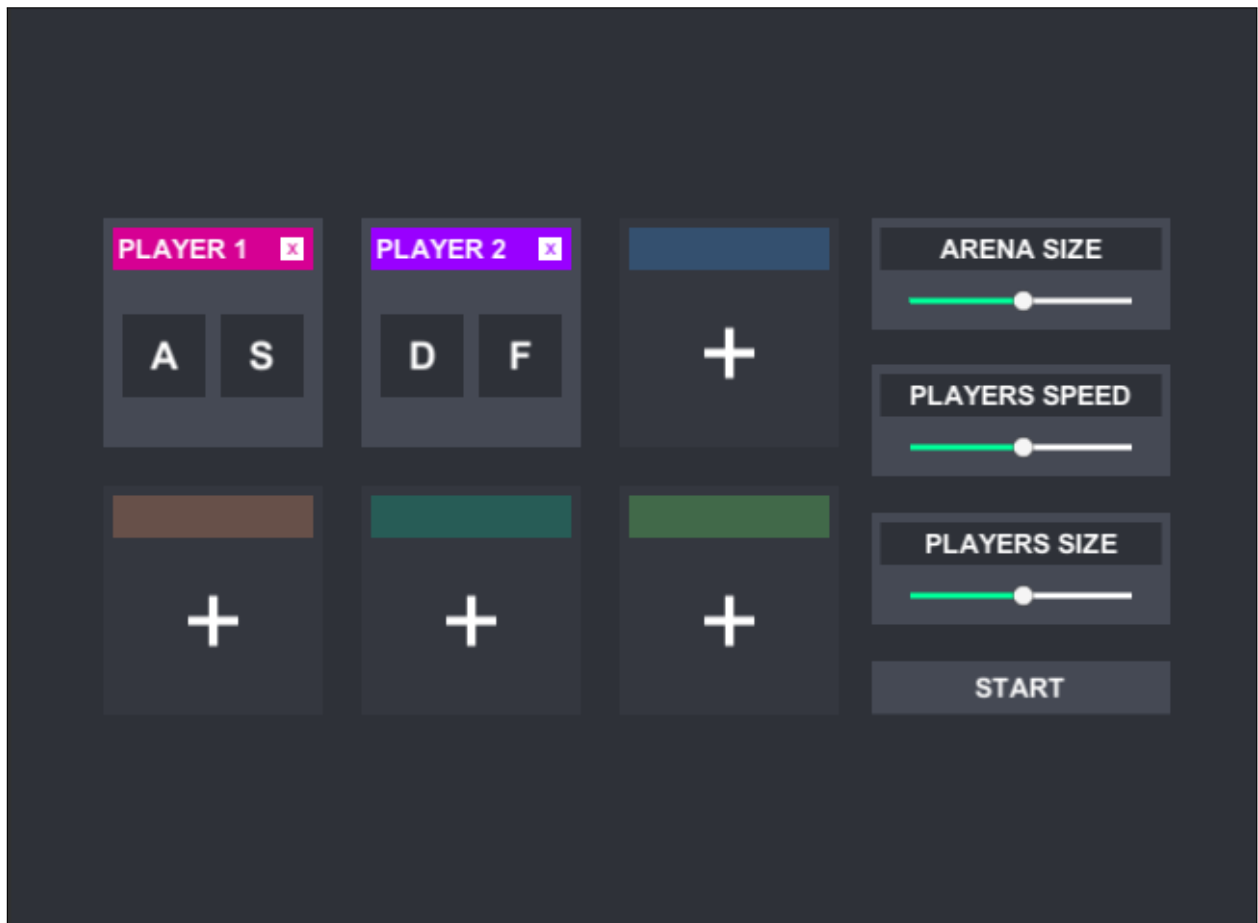 PLAYER 1 x
A S
PLAYER 2 x
D F
ARENA SIZE
PLAYERS SPEED
PLAYERS SIZE
START